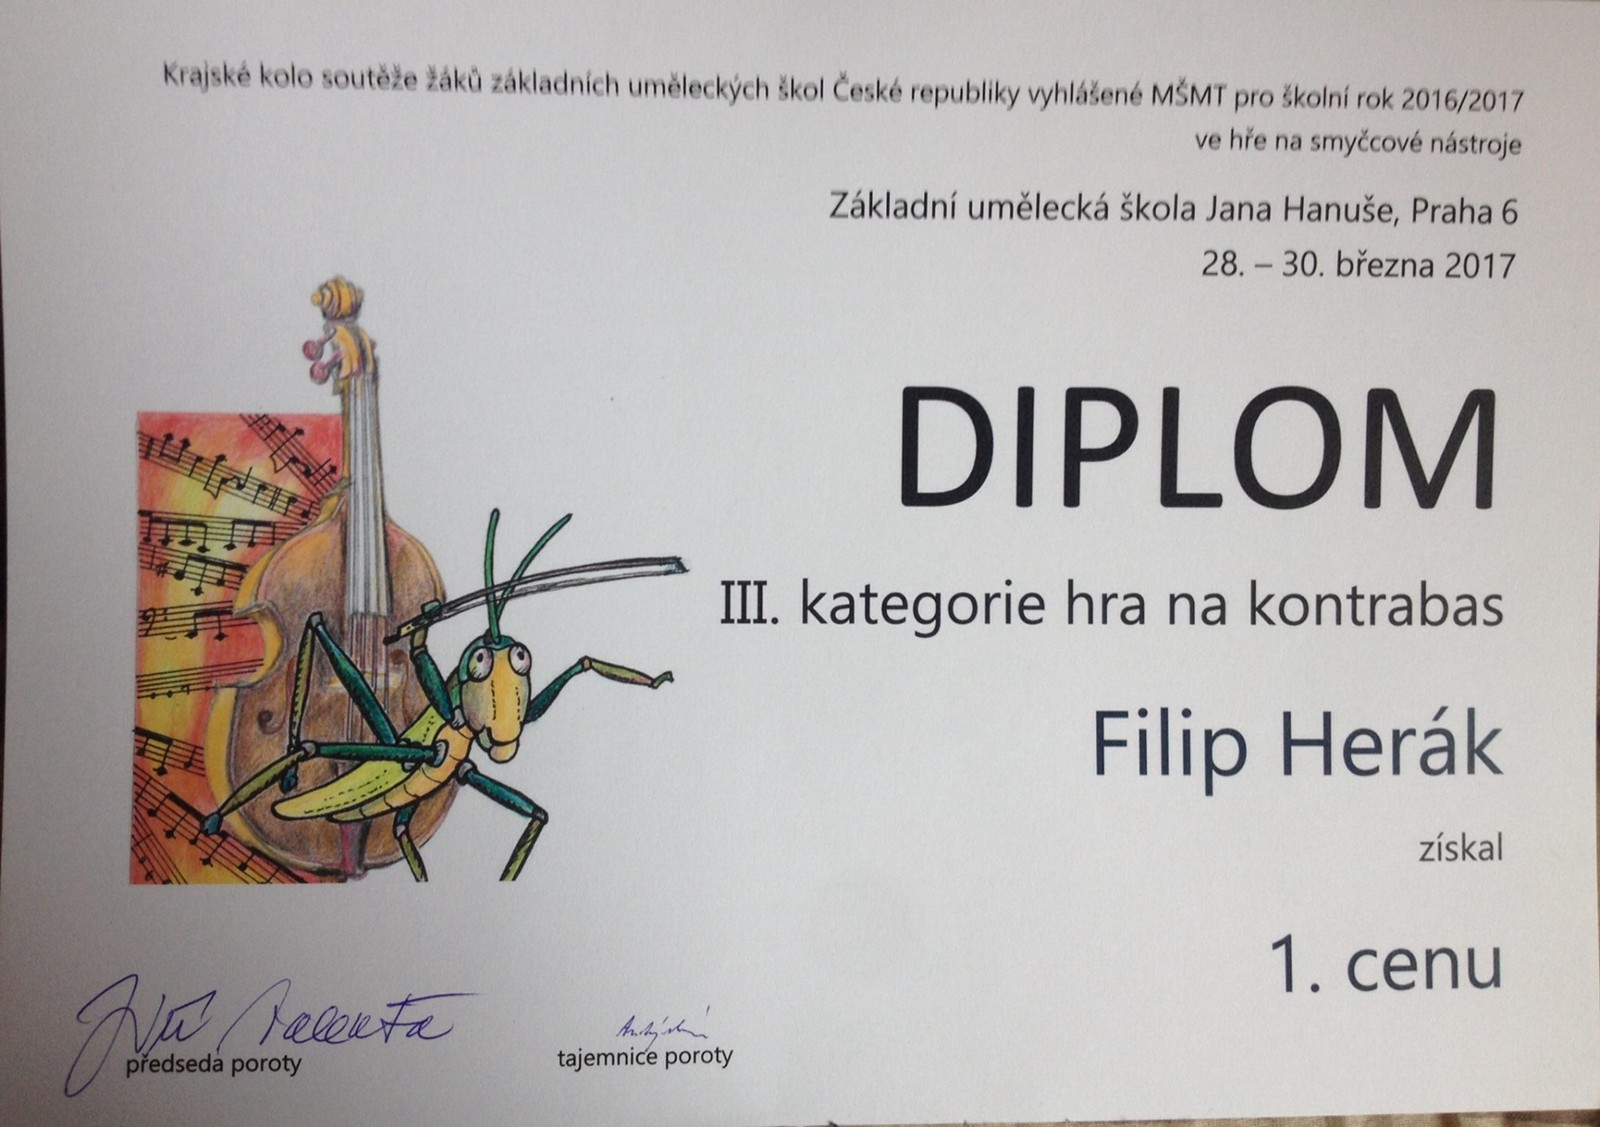 Krajské kolo soutěže žáků základních uměleckých škol České republiky vyhlášené MŠMT pro školní rok 2016/2017
ve hře na smyčcové nástroje
Základní umělecká škola Jana Hanuše, Praha 6
28. – 30. března 2017
DIPLOM
III. kategorie hra na kontrabas
Filip Herák
získal
1. cenu
předseda poroty
tajemnice poroty